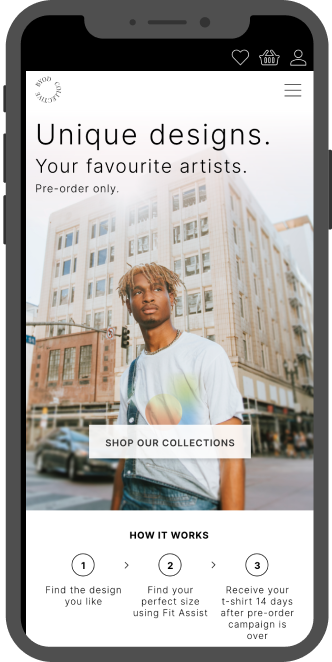 BYOD COLLECTIVE
Unique designs.
Your favourite artists.
Pre-order only.
SHOP OUR COLLECTIONS
HOW IT WORKS
1 > 2 > 3
Find the design
you like
Find your
perfect size
using Fit Assist
Receive your
t-shirt 14 days
after pre-order
campaign is
over